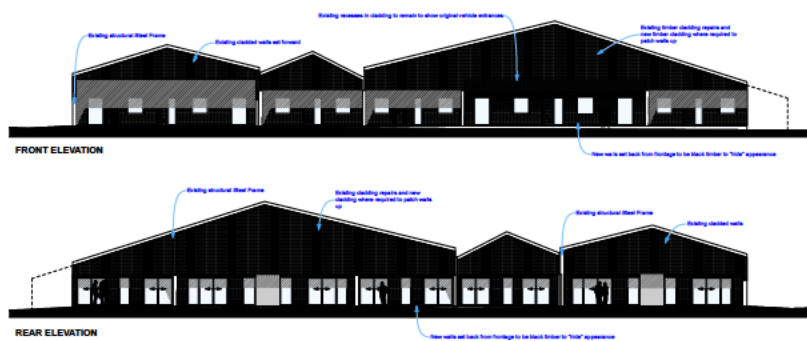 Existing recesses in cladding to remain to show original vehicle entrances
Existing structural Steel Frame
Existing cladded walls set forward
Existing timber cladding repairs and
new timber cladding where required to
patch walls up
FRONT ELEVATION
New walls set back from frontage to be black timber to "hide" appearance
Existing structural Steel Frame
Existing cladding repairs and new
cladding where required to patch walls
up
Existing structural Steel Frame
Existing cladded walls
REAR ELEVATION
New walls set back from frontage to be black timber to "hide" appearance